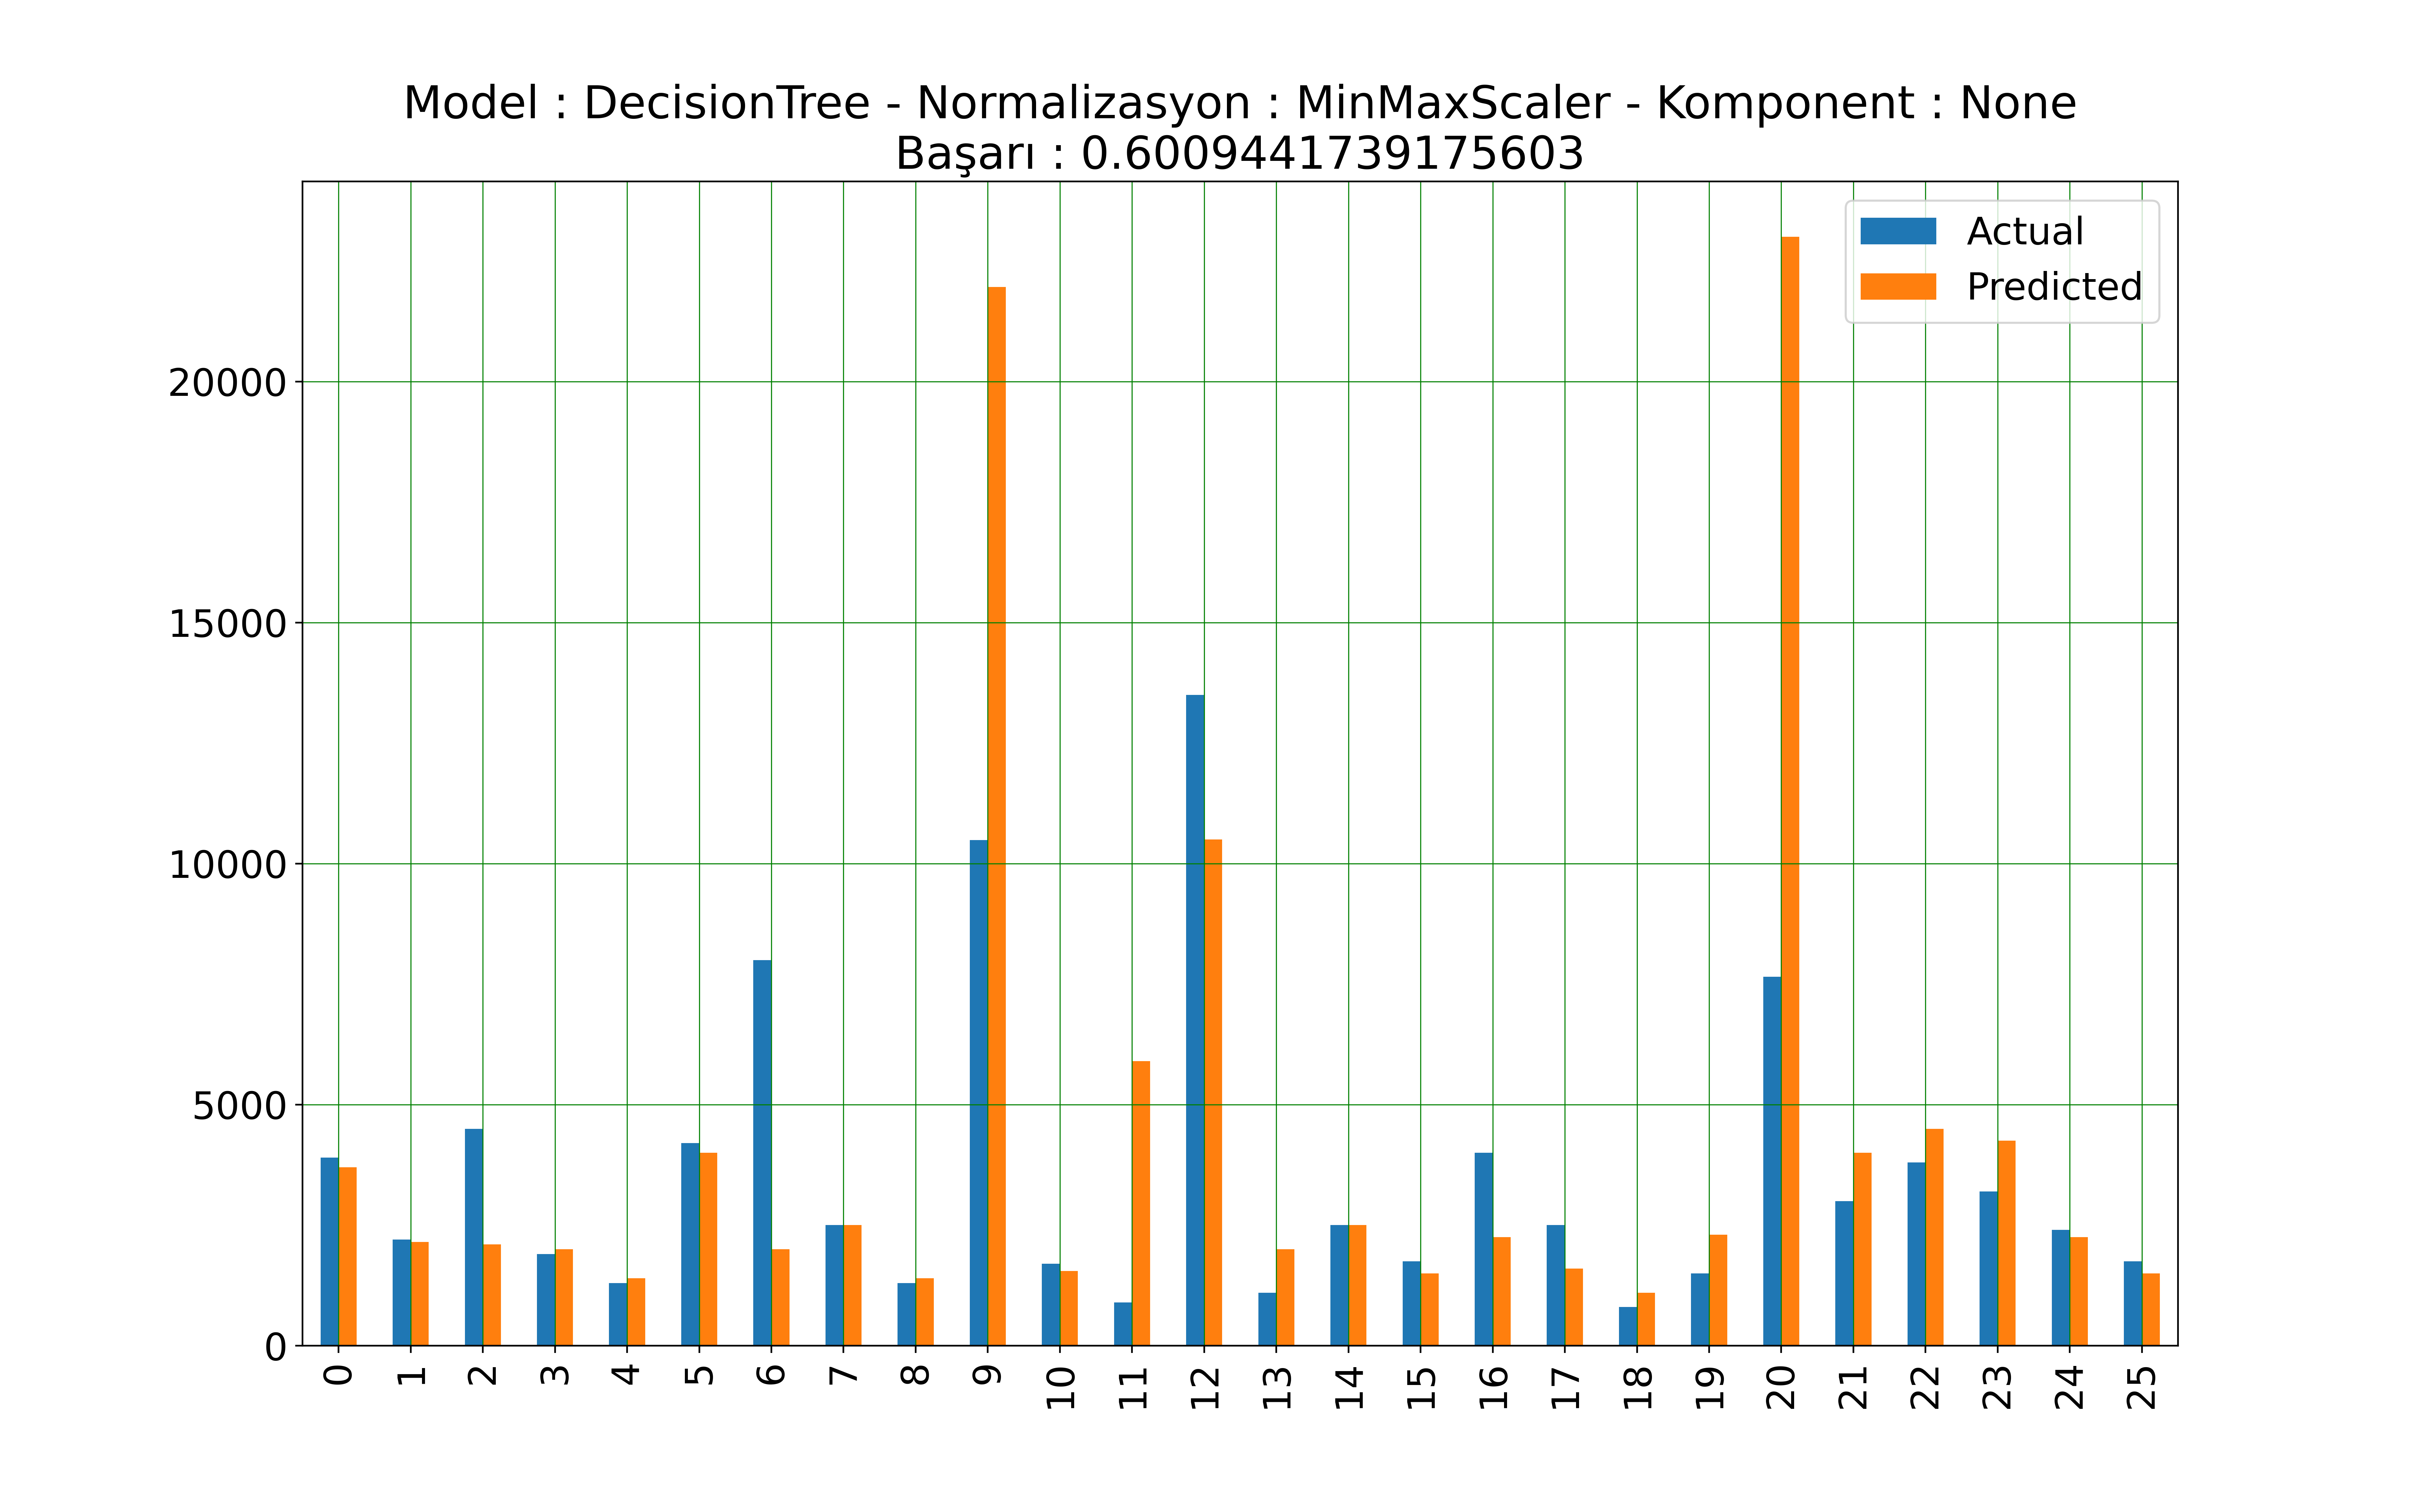 Model : DecisionTree - Normalizasyon : MinMaxScaler - Komponent : None
Başarı : 0.6009441739175603
Actual
Predicted
20000
15000
10000
5000
0
0 1 2 3 4 5 6 7 8 9 10 11 12 13 14 15 16 17 18 19 20 21 22 23 24 25